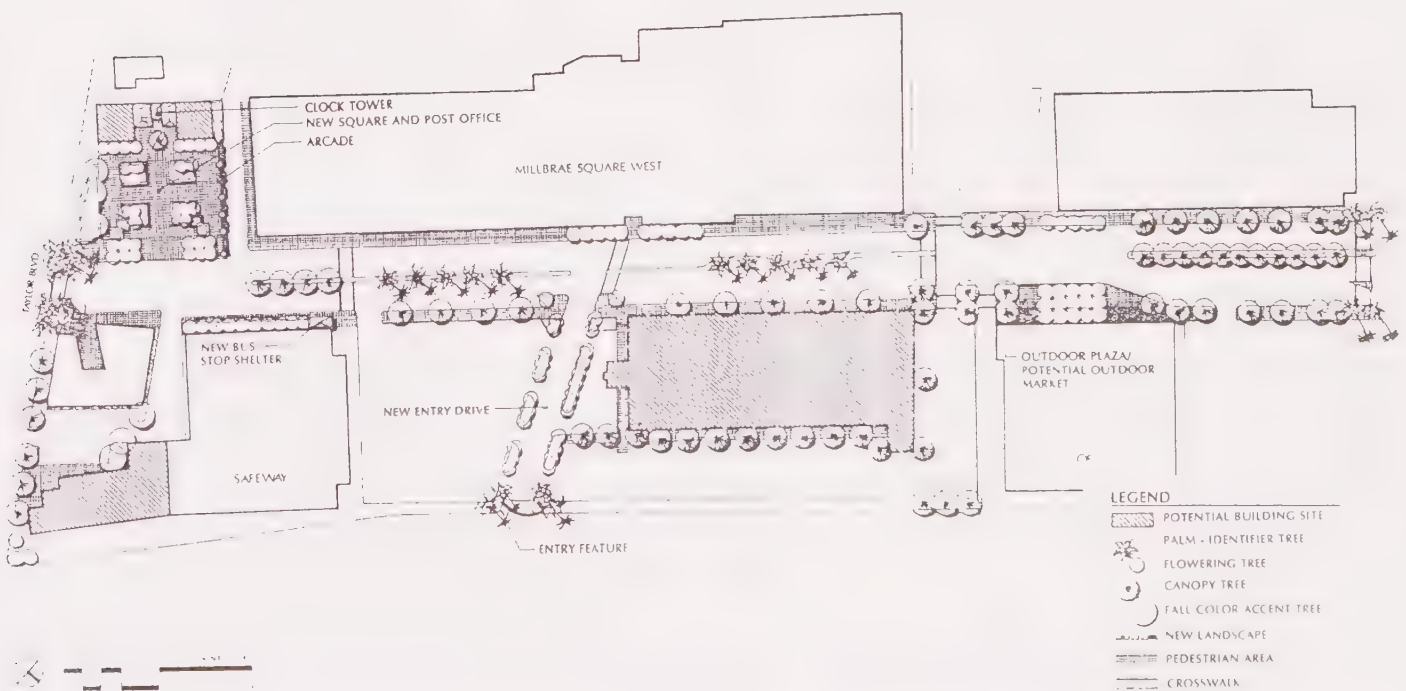 CLOCK TOWER
NEW SQUARE AND POST OFFICE
ARCADE
MILLBRAE SQUARE WEST
TAYLOR BLVD
NEW BUS
STOP SHELTER
NEW ENTRY DRIVE
OUTDOOR PLAZA/
POTENTIAL OUTDOOR
MARKET
SAFEWAY
ENTRY FEATURE
LEGEND
POTENTIAL BUILDING SITE
PALM - IDENTIFIER TREE
FLOWERING TREE
CANOPY TREE
FALL COLOR ACCENT TREE
NEW LANDSCAPE
PEDESTRIAN AREA
CROSSWALK